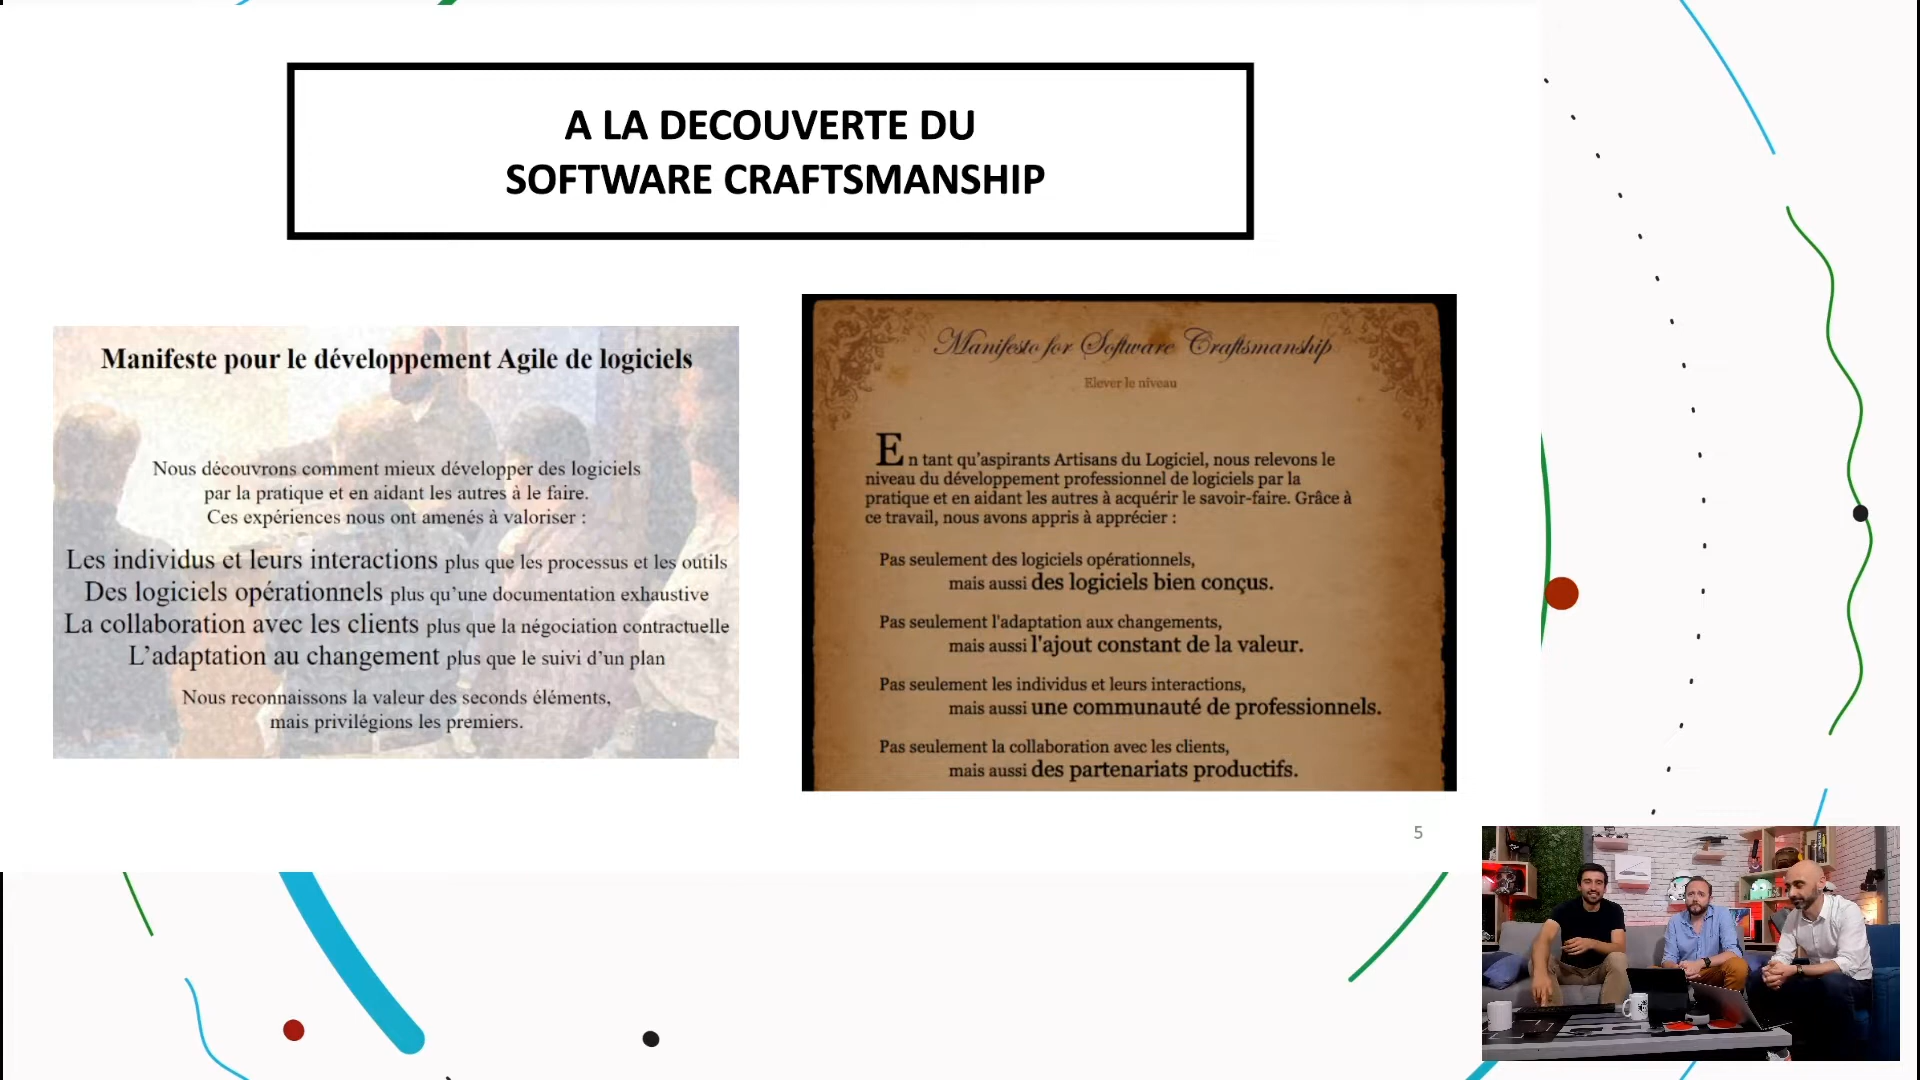 A LA DECOUVERTE DU
SOFTWARE CRAFTSMANSHIP
Manifeste pour le développement Agile de logiciels
Nous découvrons comment mieux développer des logiciels
par la pratique et en aidant les autres à le faire.
Ces expériences nous ont amenés à valoriser :
Les individus et leurs interactions plus que les processus et les outils
Des logiciels opérationnels plus qu’une documentation exhaustive
La collaboration avec les clients plus que la négociation contractuelle
L’adaptation au changement plus que le suivi d’un plan
Nous reconnaissons la valeur des seconds éléments,
mais privilégions les premiers.
Manifesto for Software Craftsmanship
Elever le niveau
En tant qu’aspirants Artisans du Logiciel, nous relevons le
niveau du développement professionnel de logiciels par la
pratique et en aidant les autres à acquérir le savoir-faire. Grâce à
ce travail, nous avons appris à apprécier :
Pas seulement des logiciels opérationnels,
mais aussi des logiciels bien conçus.
Pas seulement l'adaptation aux changements,
mais aussi l'ajout constant de la valeur.
Pas seulement les individus et leurs interactions,
mais aussi une communauté de professionnels.
Pas seulement la collaboration avec les clients,
mais aussi des partenariats productifs.
5